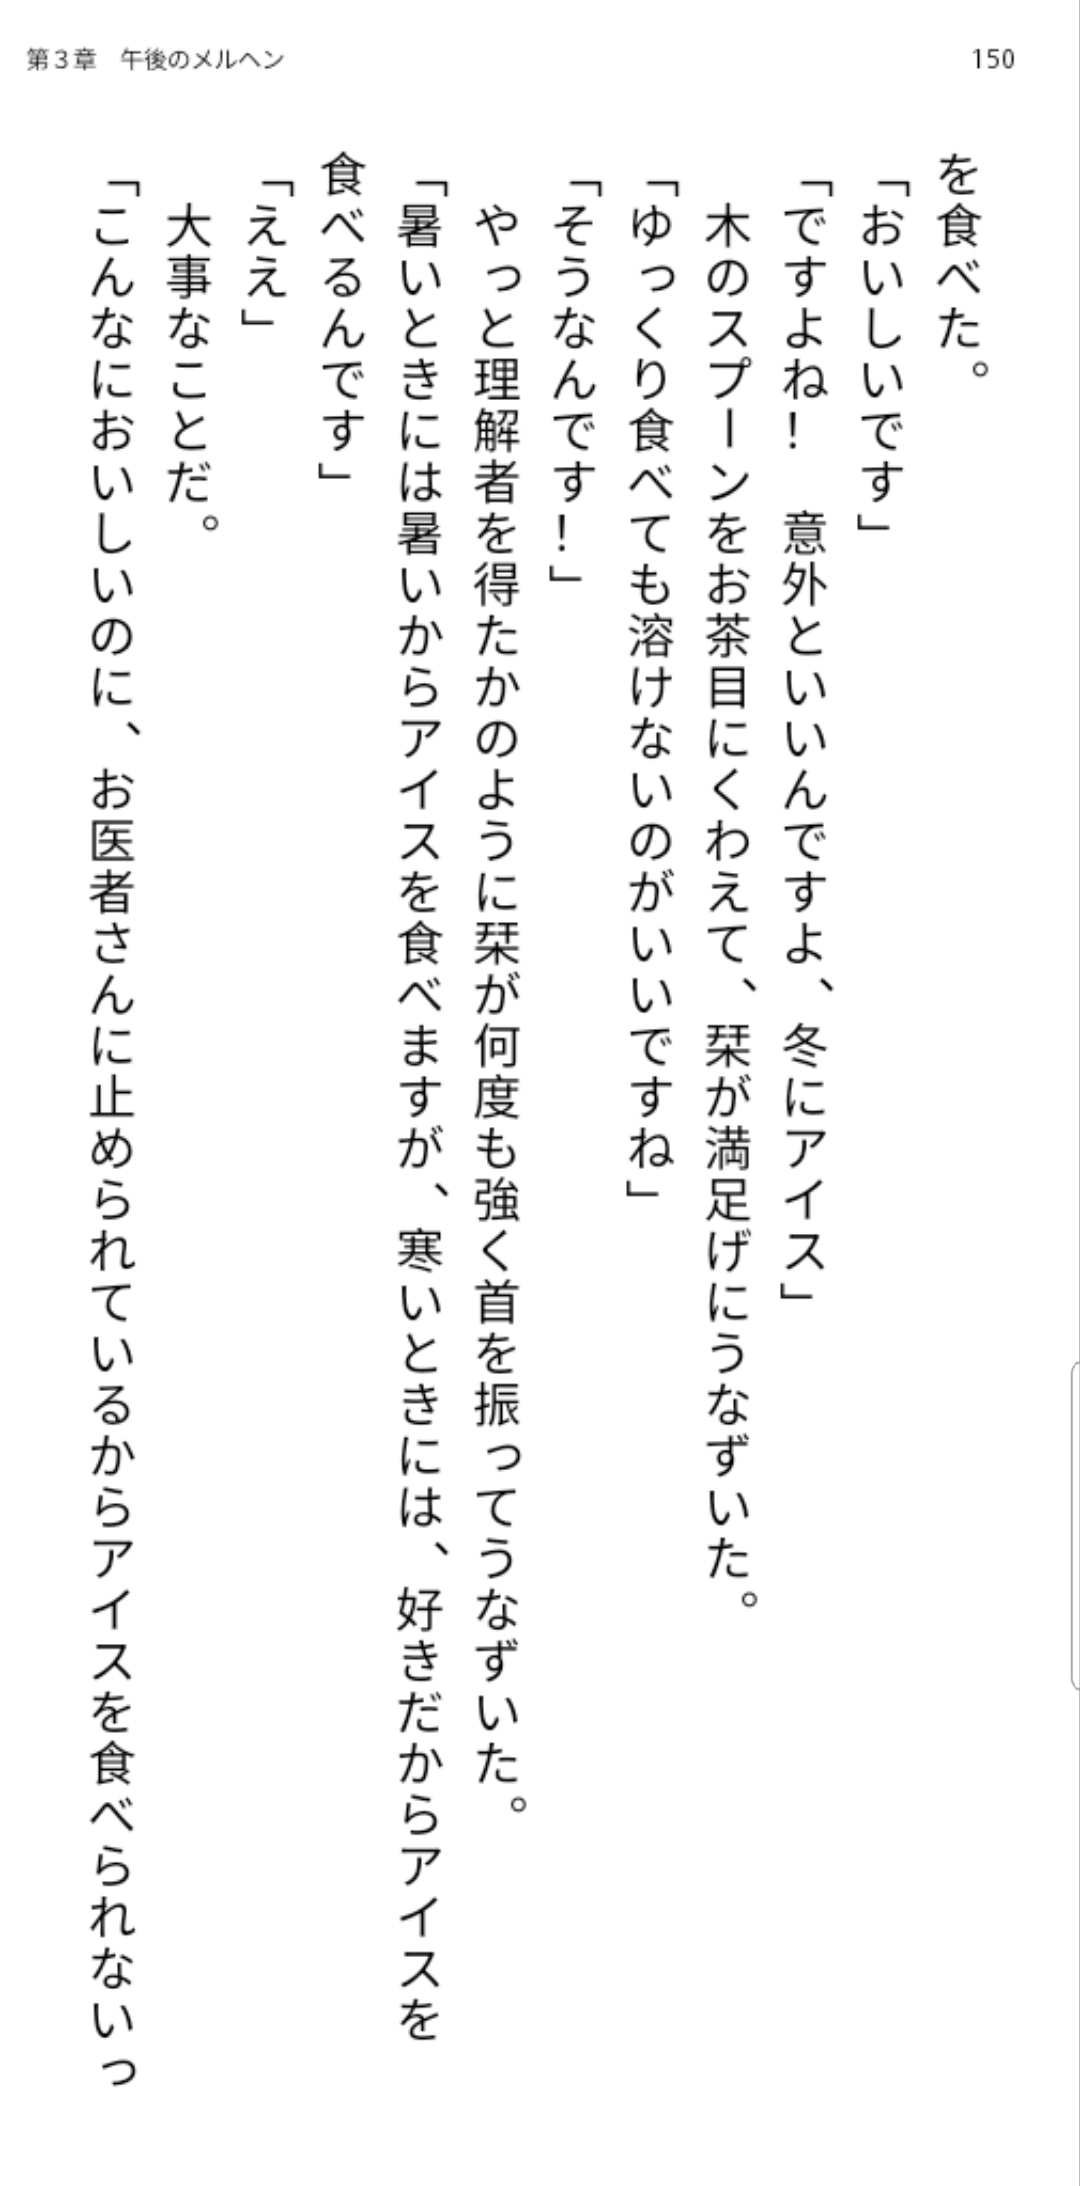 第３章　午後のメルヘン
150
を食べた。
「おいしいです」
「ですよね！　意外といいんですよ、冬にアイス」
　木のスプーンをお茶目にくわえて、栞が満足げにうなずいた。
「ゆっくり食べても溶けないのがいいですね」
「そうなんです！」
　やっと理解者を得たかのように栞が何度も強く首を振ってうなずいた。
「暑いときには暑いからアイスを食べますが、寒いときには、好きだからアイスを
食べるんです」
「ええ」
　大事なことだ。
「こんなにおいしいのに、お医者さんに止められているからアイスを食べられないっ